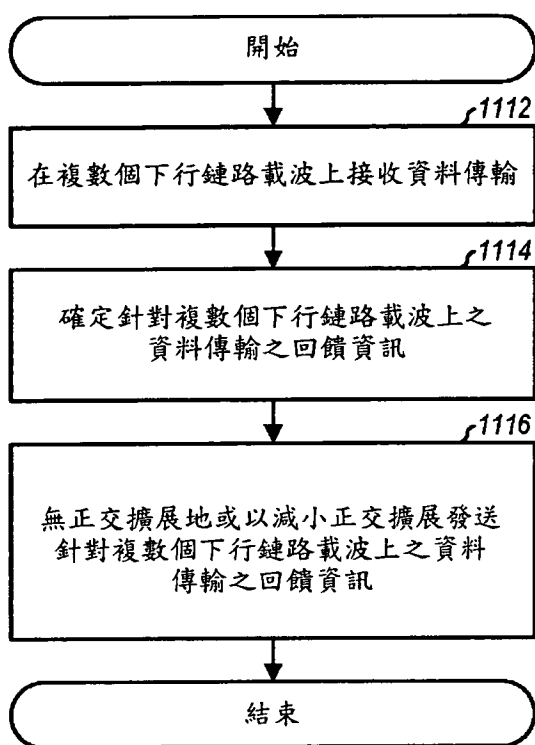 開始
1112
在複數個下行鏈路載波上接收資料傳輸
1114
確定針對複數個下行鏈路載波上之
資料傳輸之回饋資訊
1116
無正交擴展地或以減小正交擴展發送
針對複數個下行鏈路載波上之資料
傳輸之回饋資訊
結束